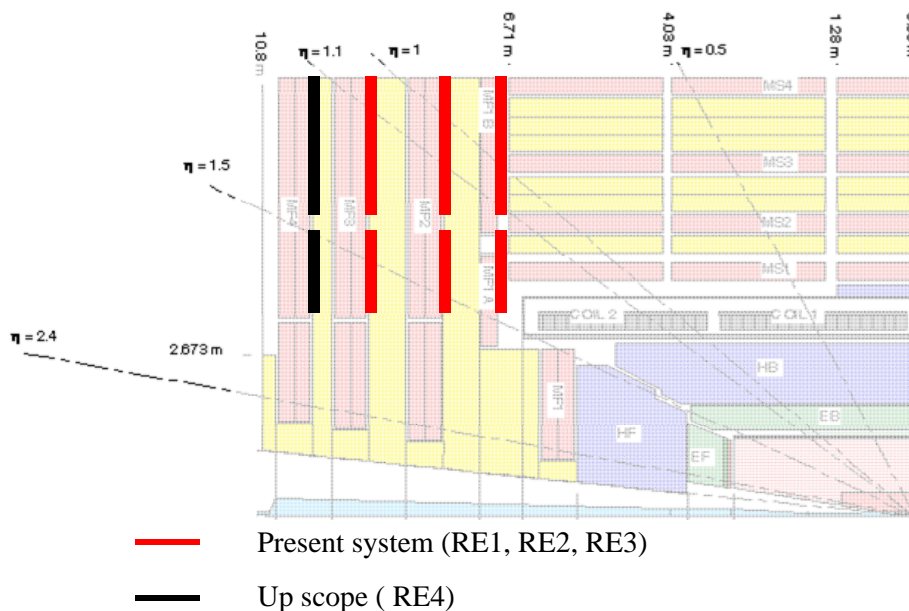 10.8 m
η = 1.1
η = 1
6.71 m
4.03 m
η = 0.5
1.28 m
η = 1.5
η = 2.4
2.673 m
MF4
MF3
MF2
MF1 B
MF1 A
MF1
MS4
MS3
MS2
MS1
COIL 2
COIL 1
HB
EB
HF
EF
Present system (RE1, RE2, RE3)
Up scope ( RE4)